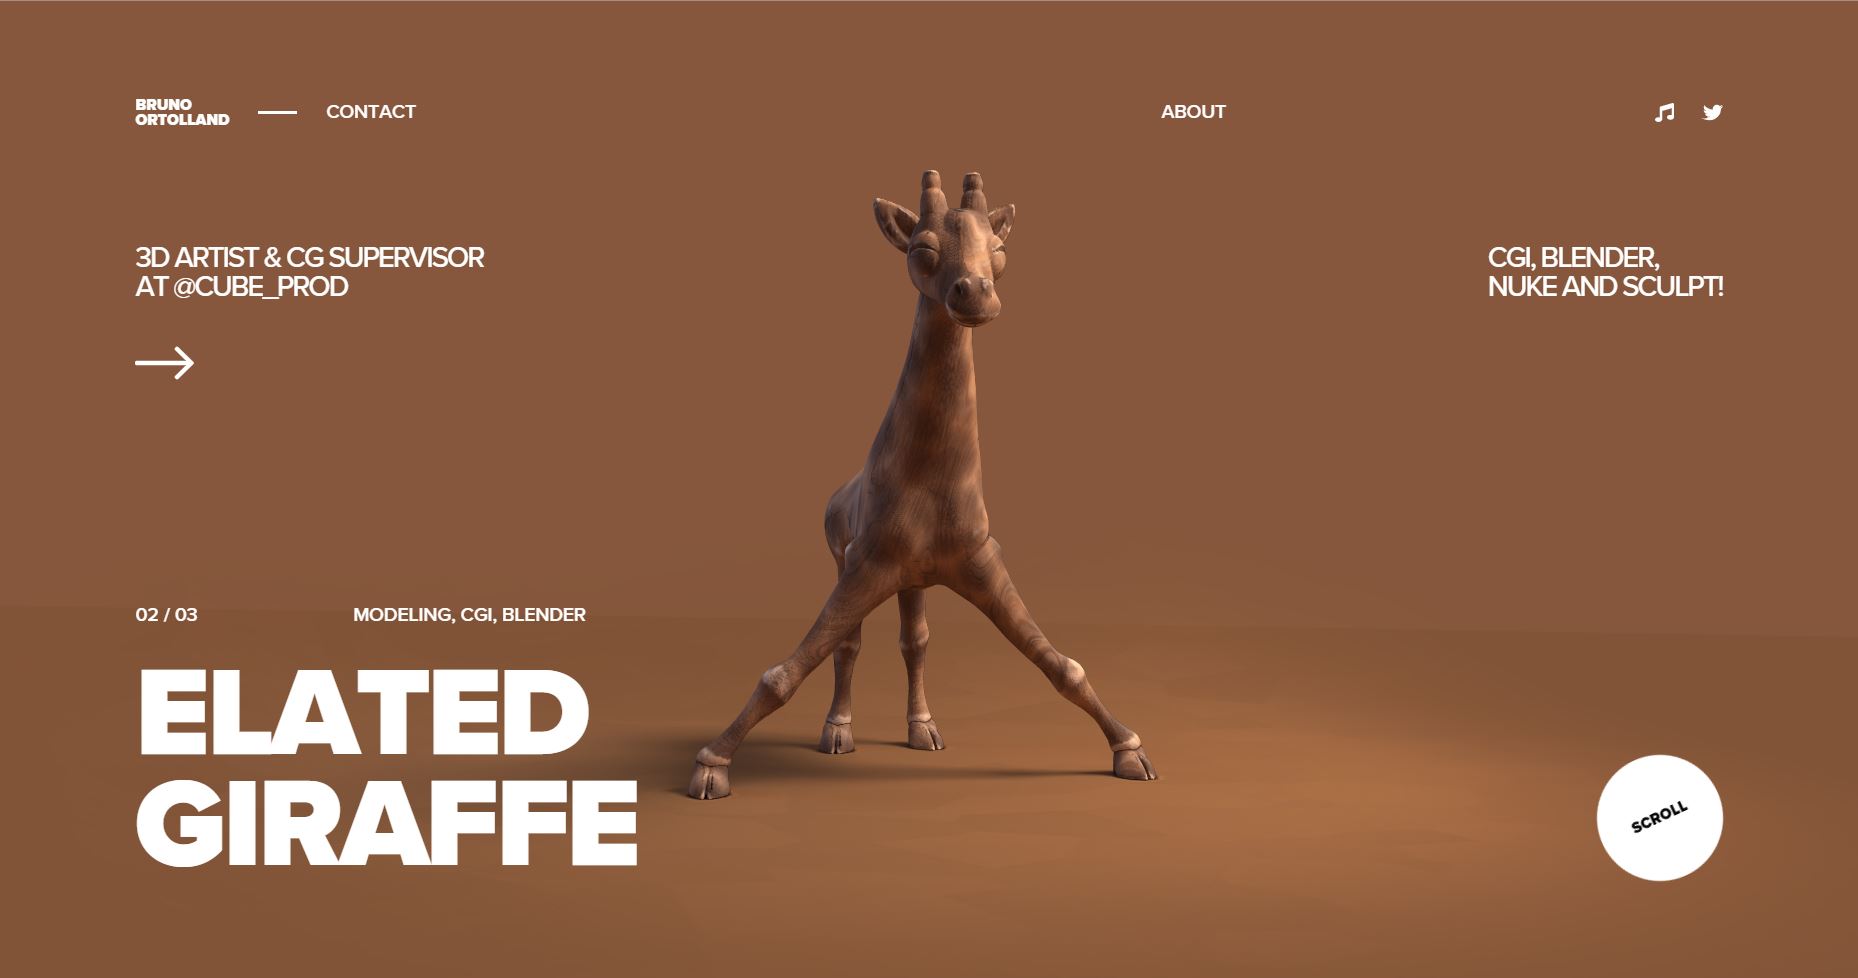 BRUNO
ORTOLLAND
CONTACT
ABOUT
3D ARTIST & CG SUPERVISOR
AT @CUBE_PROD
CGI, BLENDER,
NUKE AND SCULPT!
02 / 03
MODELING, CGI, BLENDER
ELATED
GIRAFFE
SCROLL